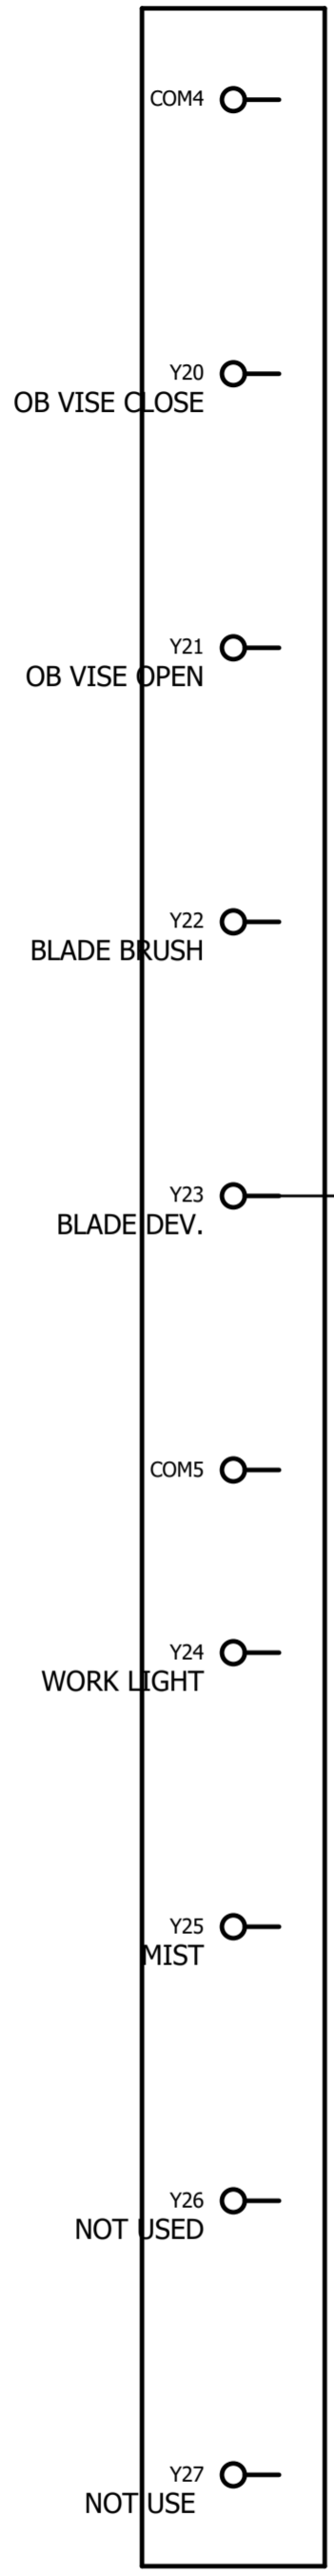 COM4
Y20
OB VISE CLOSE
Y21
OB VISE OPEN
Y22
BLADE BRUSH
Y23
BLADE DEV.
COM5
Y24
WORK LIGHT
Y25
MIST
Y26
NOT USED
Y27
NOT USE